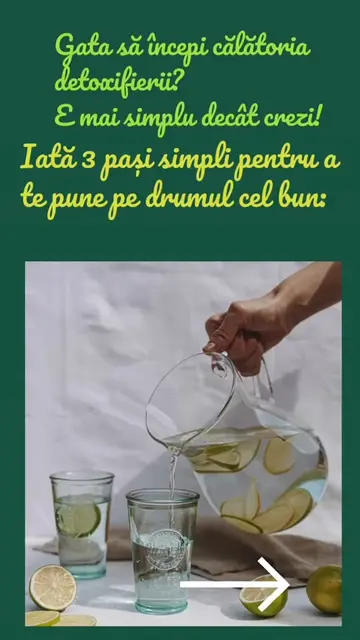 Gata să începi călătoria
detoxifierii?
E mai simplu decât crezi!
Iată 3 pași simpli pentru a
te pune pe drumul cel bun: